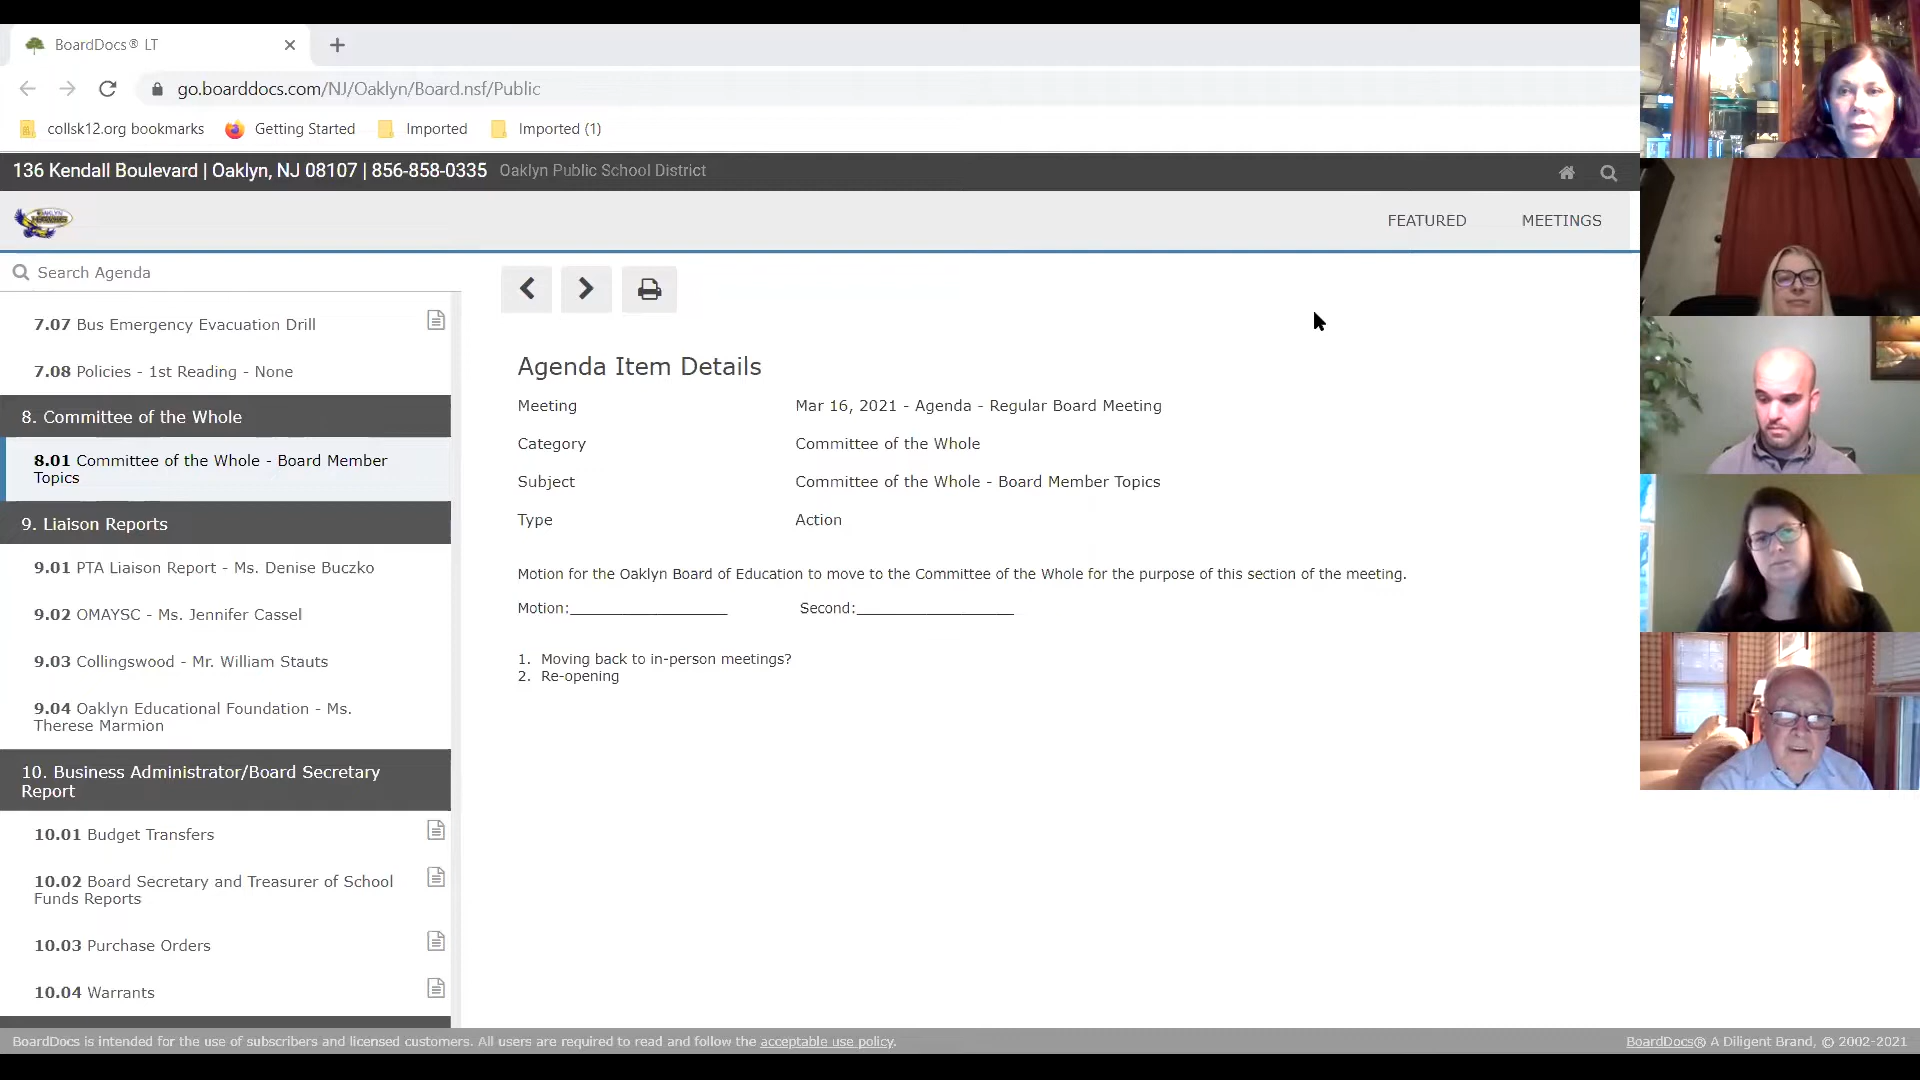 BoardDocs® LT
go.boarddocs.com/NJ/Oaklyn/Board.nsf/Public
collsk12.org bookmarks Getting Started Imported Imported (1)
136 Kendall Boulevard | Oaklyn, NJ 08107 | 856-858-0335 Oaklyn Public School District
FEATURED MEETINGS
Search Agenda
7.07 Bus Emergency Evacuation Drill
7.08 Policies - 1st Reading - None
8. Committee of the Whole
8.01 Committee of the Whole - Board Member
Topics
9. Liaison Reports
9.01 PTA Liaison Report - Ms. Denise Buczko
9.02 OMAYSC - Ms. Jennifer Cassel
9.03 Collingswood - Mr. William Stauts
9.04 Oaklyn Educational Foundation - Ms.
Therese Marmion
10. Business Administrator/Board Secretary
Report
10.01 Budget Transfers
10.02 Board Secretary and Treasurer of School
Funds Reports
10.03 Purchase Orders
10.04 Warrants
Agenda Item Details
Meeting Mar 16, 2021 - Agenda - Regular Board Meeting
Category Committee of the Whole
Subject Committee of the Whole - Board Member Topics
Type Action
Motion for the Oaklyn Board of Education to move to the Committee of the Whole for the purpose of this section of the meeting.
Motion:___________________ Second:___________________
1. Moving back to in-person meetings?
2. Re-opening
BoardDocs is intended for the use of subscribers and licensed customers. All users are required to read and follow the acceptable use policy.
BoardDocs® A Diligent Brand, © 2002-2021